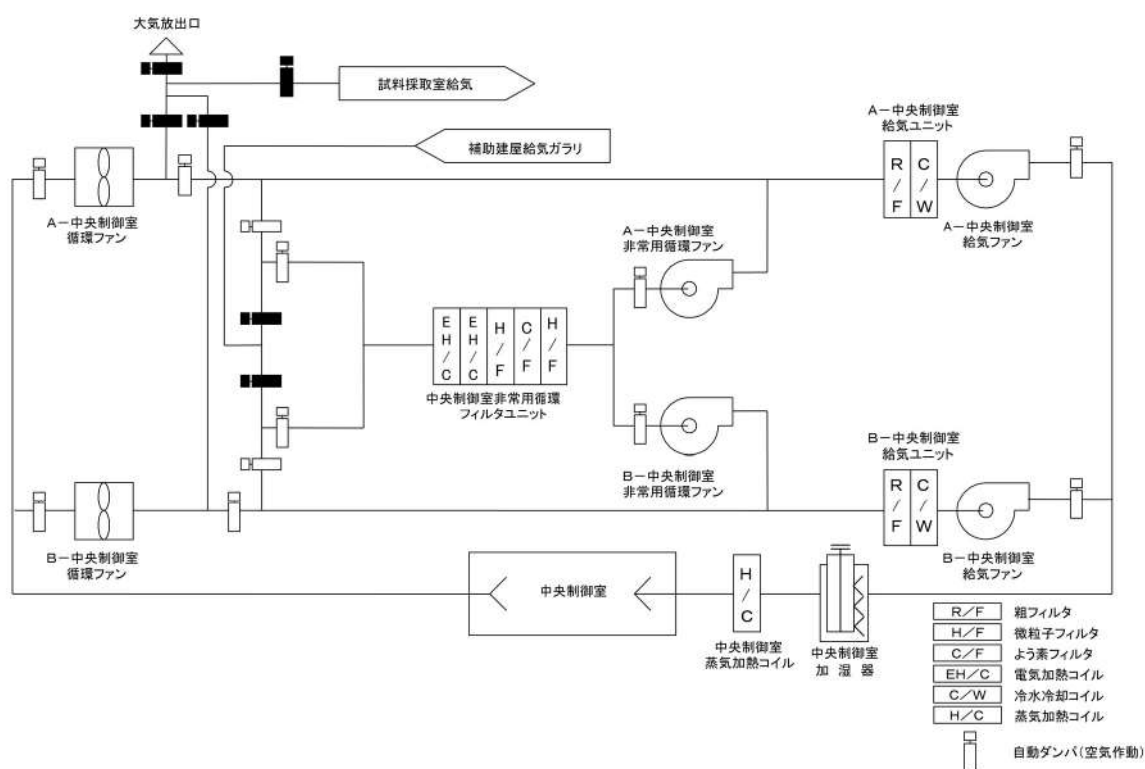 大気放出口
試料採取室給気
補助建屋給気ガラリ
A-中央制御室
給気ユニット
R/F
C/W
A-中央制御室
給気ファン
A-中央制御室
循環ファン
A-中央制御室
非常用循環ファン
EH/C
EH/C
H/F
C/F
H/F
中央制御室非常用循環
フィルタユニット
B-中央制御室
非常用循環ファン
B-中央制御室
給気ユニット
R/F
C/W
B-中央制御室
給気ファン
B-中央制御室
循環ファン
中央制御室
H/C
中央制御室
蒸気加熱コイル
中央制御室
加湿器
R/F 粗フィルタ
H/F 微粒子フィルタ
C/F よう素フィルタ
EH/C 電気加熱コイル
C/W 冷水冷却コイル
H/C 蒸気加熱コイル
自動ダンパ(空気作動)